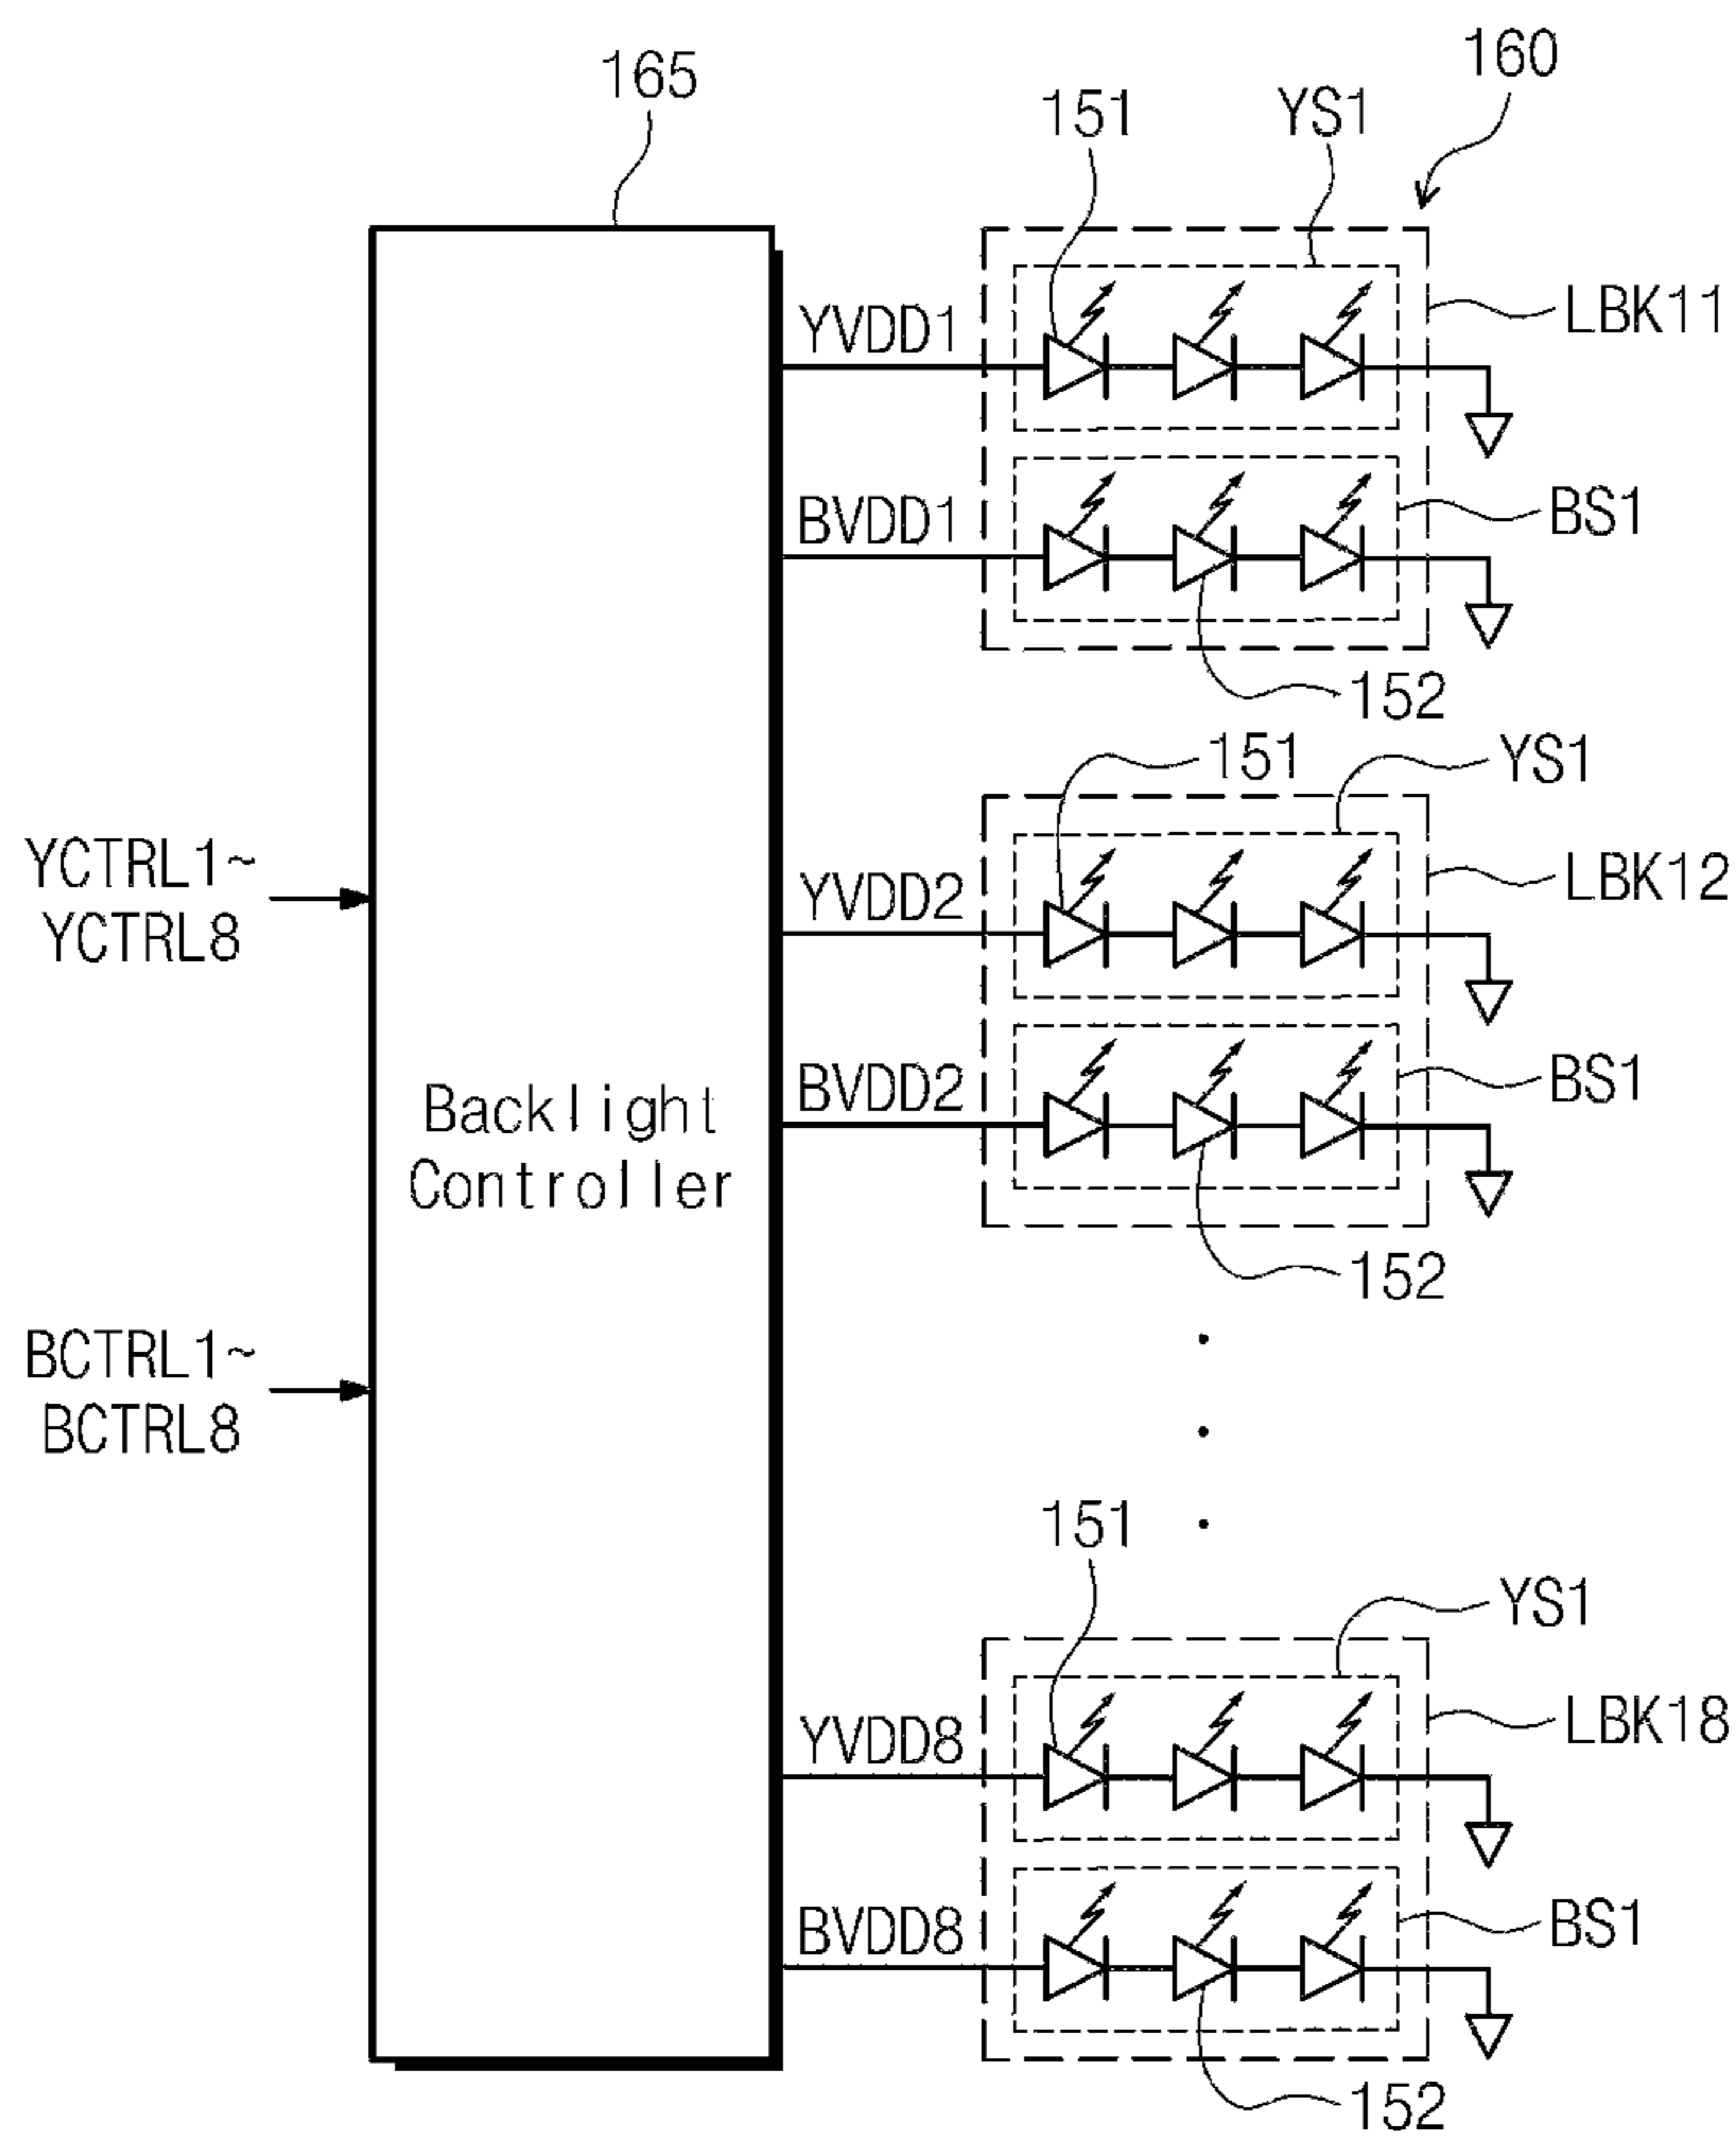 165
160
151
YS1
YVDD1
LBK11
BVDD1
BS1
152
151
YS1
YCTRL1~
YCTRL8
YVDD2
LBK12
BVDD2
BS1
Backlight
Controller
152
BCTRL1~
BCTRL8
151
YS1
YVDD8
LBK18
BVDD8
BS1
152